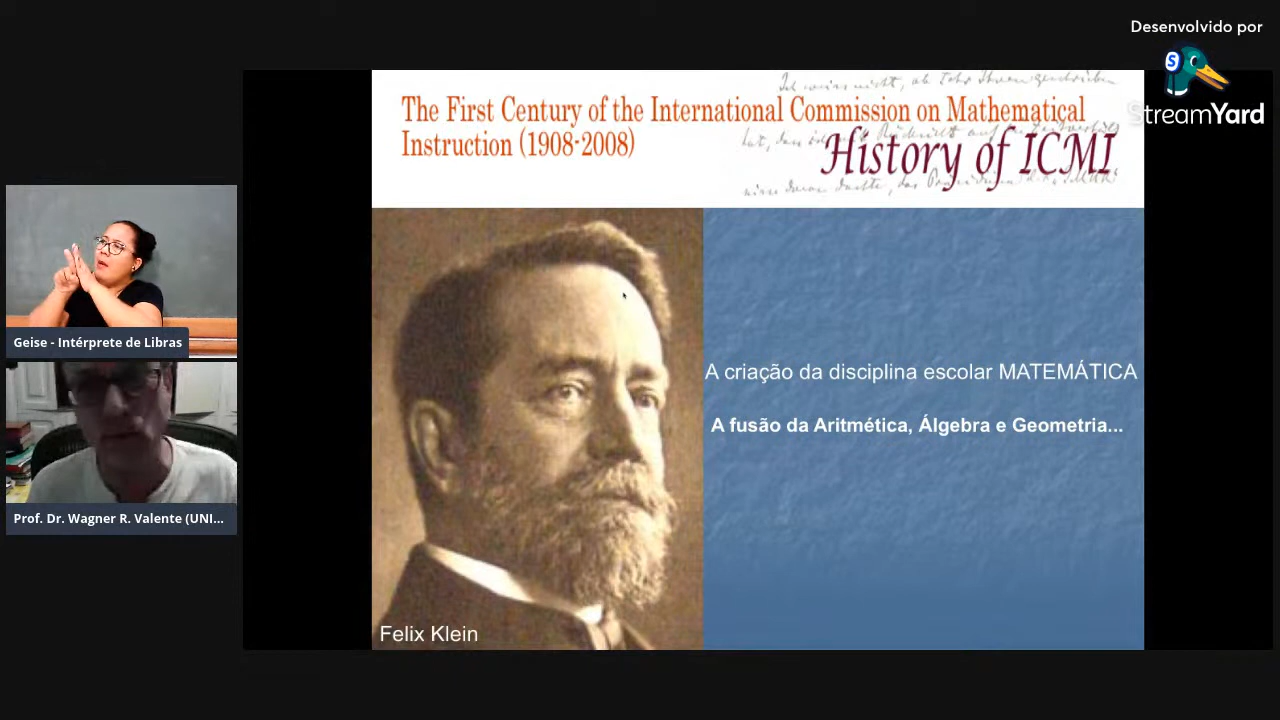 Desenvolvido por
StreamYard
The First Century of the International Commission on Mathematical
Instruction (1908-2008)
History of ICMI
Geise - Intérprete de Libras
Prof. Dr. Wagner R. Valente (UNI...
A criação da disciplina escolar MATEMÁTICA
A fusão da Aritmética, Álgebra e Geometria...
Felix Klein